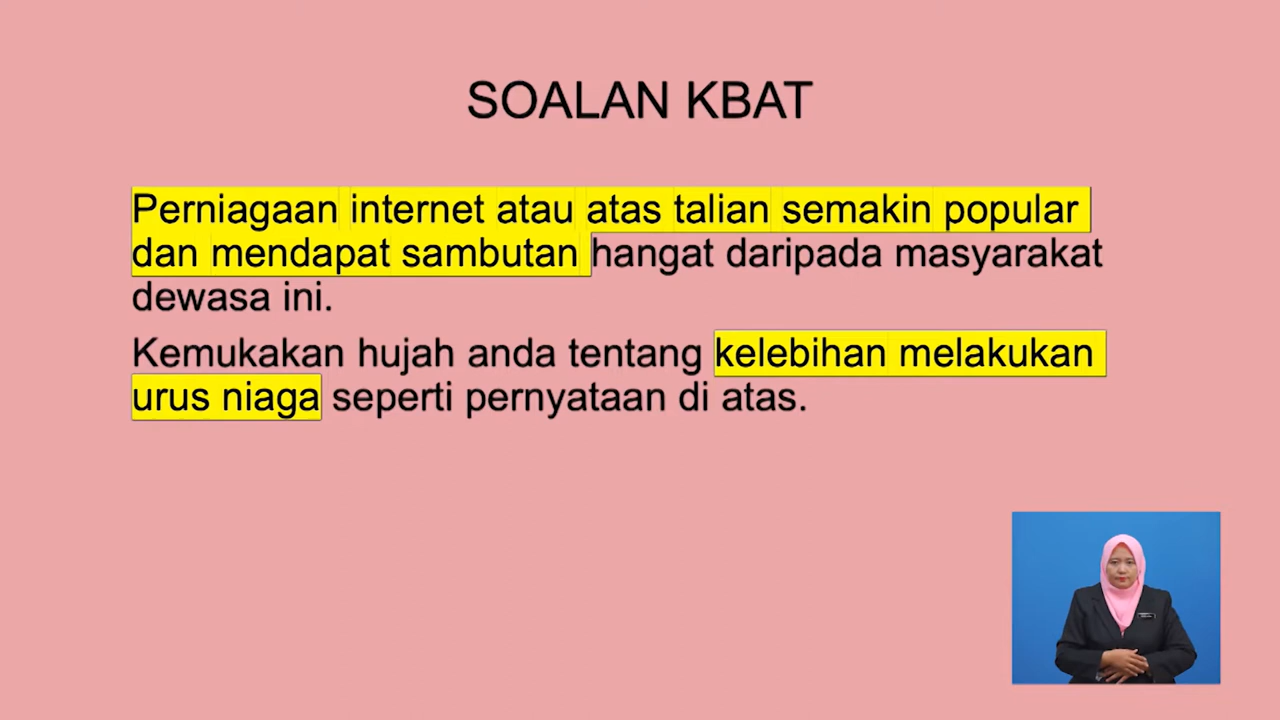 SOALAN KBAT
Perniagaan internet atau atas talian semakin popular
dan mendapat sambutan hangat daripada masyarakat
dewasa ini.
Kemukakan hujah anda tentang kelebihan melakukan
urus niaga seperti pernyataan di atas.